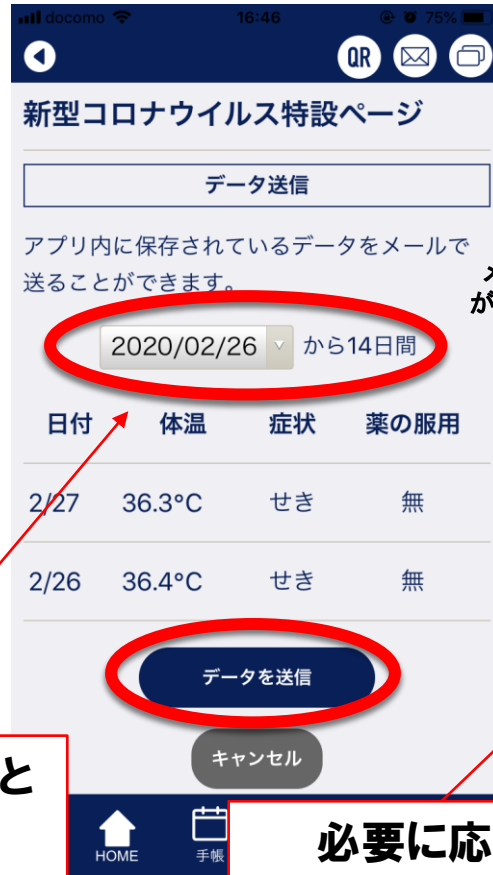 docomo 16:46 75%
QR
新型コロナウイルス特設ページ
データ送信
アプリ内に保存されているデータをメールで
送ることができます。
が
2020/02/26 から14日間
日付 体温 症状 薬の服用
2/27 36.3°C せき 無
2/26 36.4°C せき 無
データを送信
キャンセル
と
HOME 手帳
必要に応